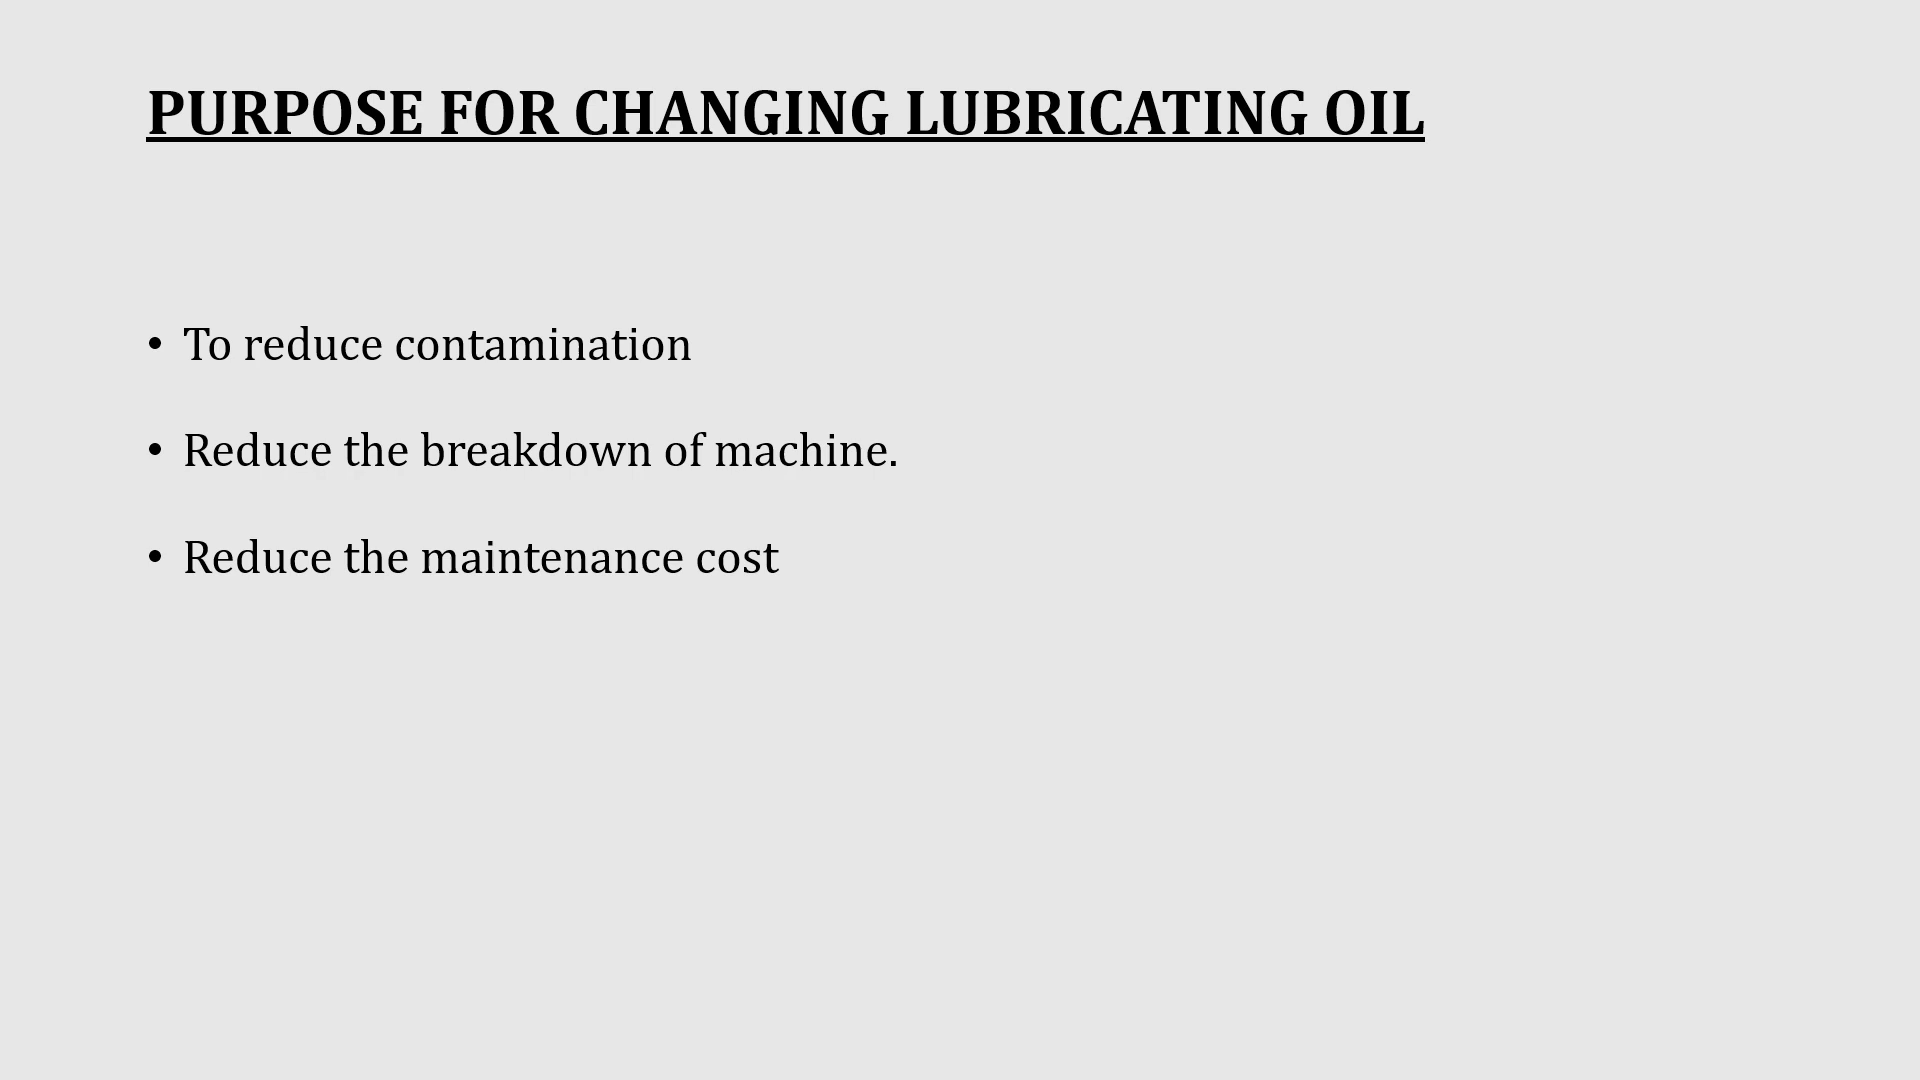 PURPOSE FOR CHANGING LUBRICATING OIL
• To reduce contamination
• Reduce the breakdown of machine.
• Reduce the maintenance cost